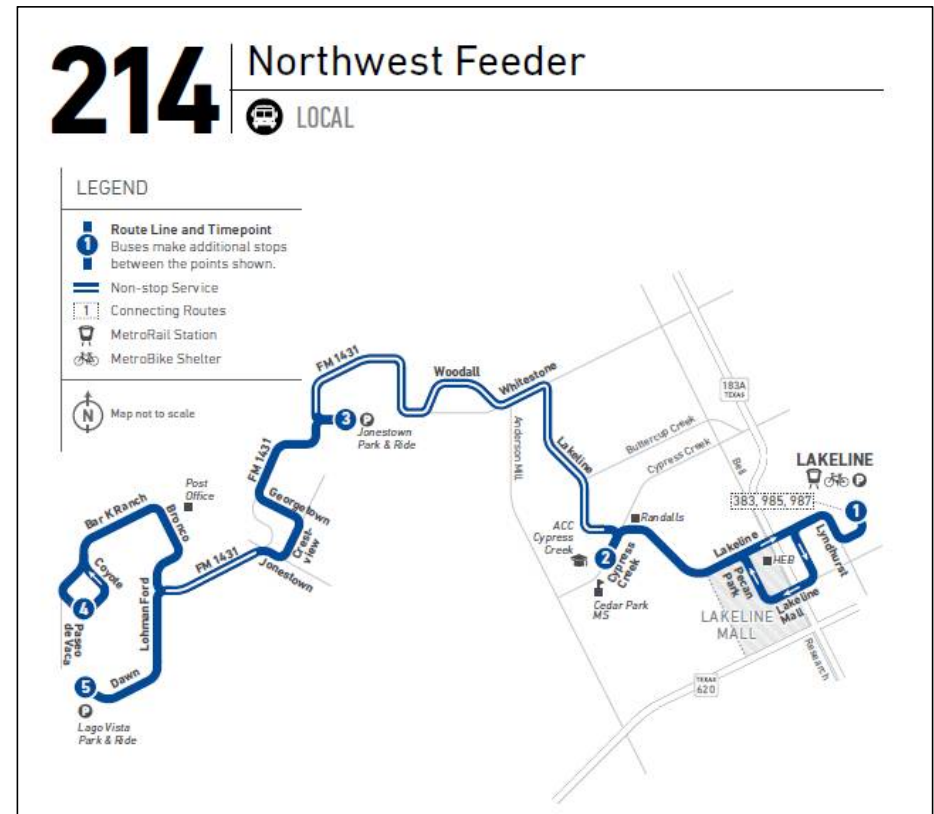 214
Northwest Feeder
LOCAL
LEGEND
1
Route Line and Timepoint
Buses make additional stops
between the points shown.
Non-stop Service
1
Connecting Routes
MetroRail Station
MetroBike Shelter
N
Map not to scale
FM 1431
Woodall
Whitestone
183A
TEXAS
3
P
Jonestown
Park & Ride
Anderson Mill
Lakeline
Buttercup Creek
Cypress Creek
Bee
LAKELINE
P
383, 985, 987
1
FM 1431
Georgetown
Crest-
view
Jonestown
FM 1431
Post
Office
Bar K Ranch
Bronco
Coyote
4
Paseo
de Vaca
Lohman Ford
Dawn
5
P
Lago Vista
Park & Ride
ACC
Cypress
Creek
2
Cypress
Creek
Randalls
Cedar Park
MS
Lakeline
Lyndhurst
HEB
Pecan
Park
Lakeline
Mall
LAKELINE
MALL
Research
TEXAS
620